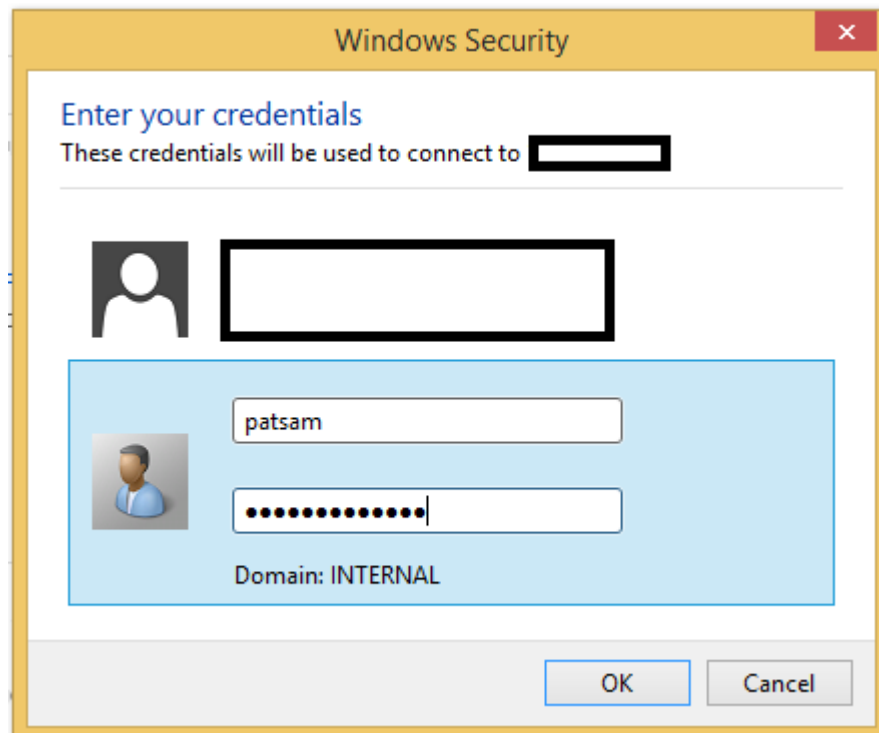 Windows Security
Enter your credentials
These credentials will be used to connect to
patsam
•••••••••••••
Domain: INTERNAL
OK
Cancel